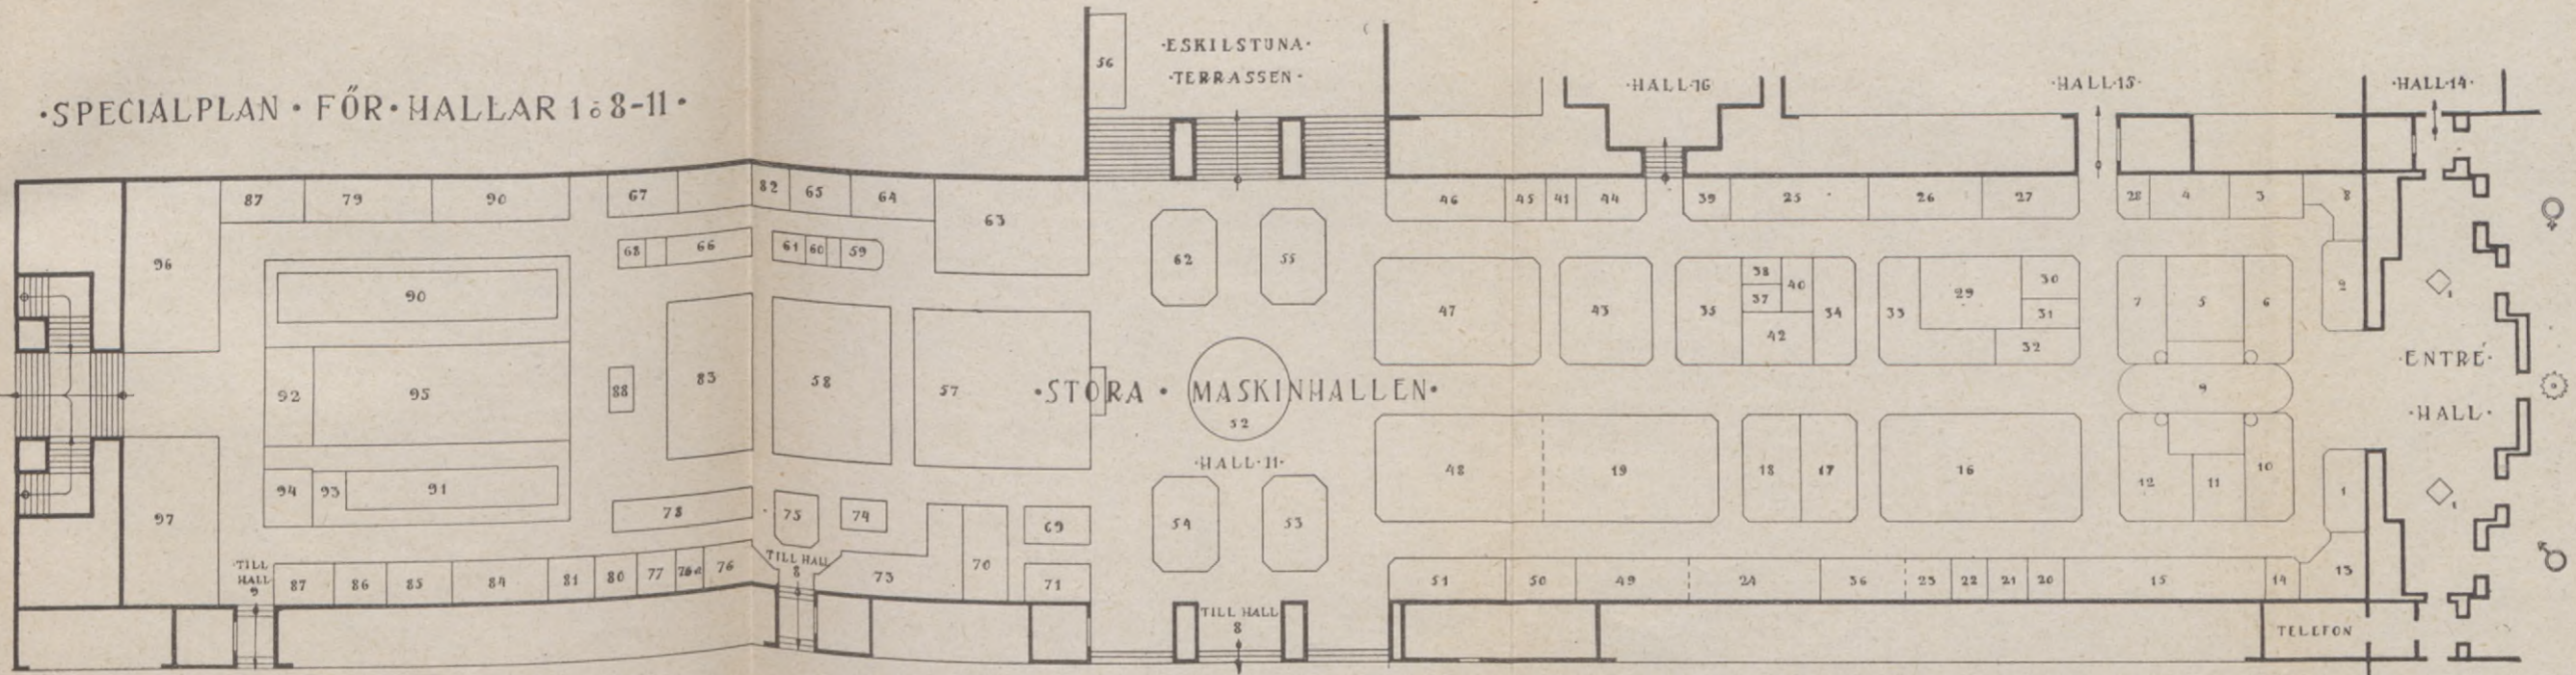 56
·ESKILSTUNA·
·TERRASSEN·
·SPECIALPLAN · FÖR · HALLAR 1 ö 8-11·
·HALL·16
·HALL·15·
·HALL·14·
87 79 90 67 82 65 64 63
46 45 41 44 39 25 26 27 28 4 3 8
96
68 66 61 60 59
62 55
90
47 43 35 38 37 40 42 34 33 29 30 31 32 7 5 6 2
92 95 88 83 58 57
·STORA · MASKINHALLEN·
52
9
·ENTRÉ·
·HALL·
1
1
·HALL·11·
94 93 91
48 19 18 17 16 12 11 10 1
97
78 75 74 69
54 53
·TILL
HALL
9
87 86 85 84 81 80 77 76a 76
TILL HALL
8
73 70 71
51 50 49 24 36 23 22 21 20 15 14 13
TILL HALL
8
TELEFON